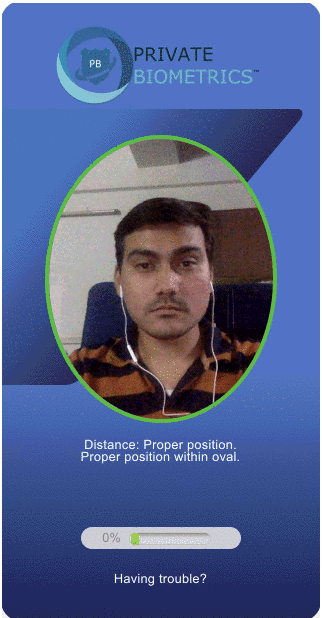 PB
PRIVATE
BIOMETRICS™
Distance: Proper position.
Proper position within oval.
0%
Having trouble?